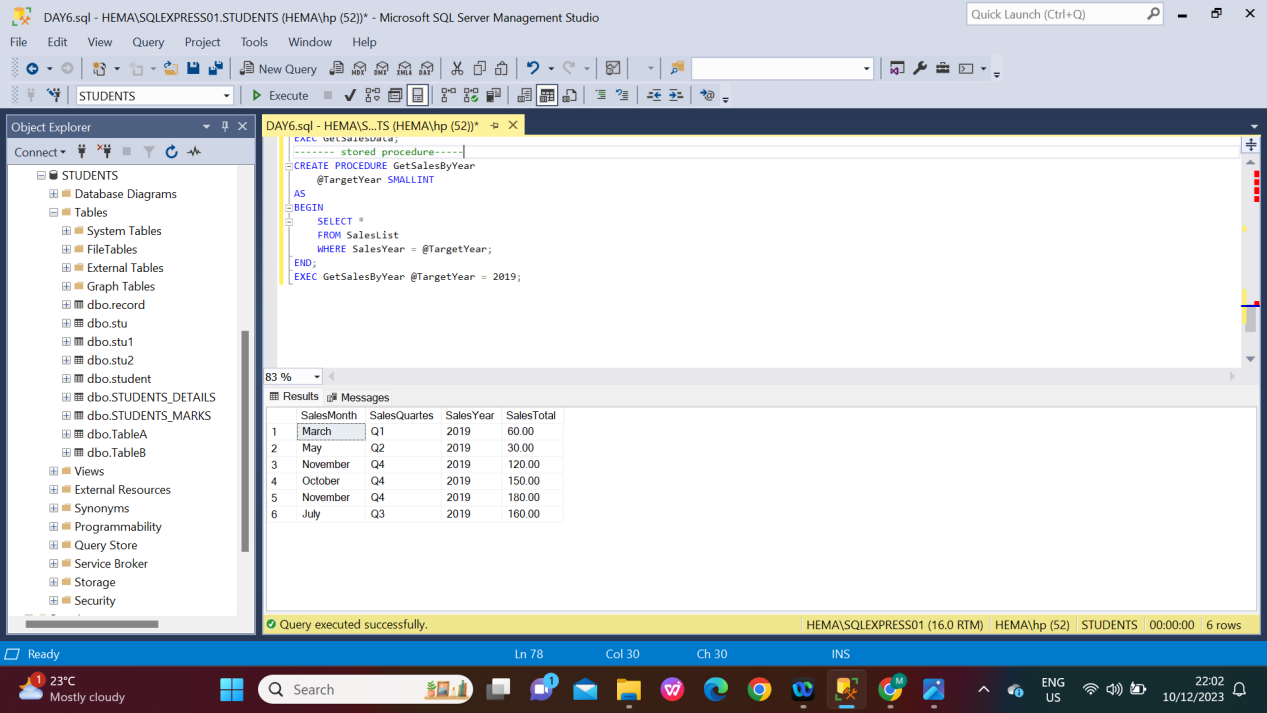 DAY6.sql - HEMA\SQLEXPRESS01.STUDENTS (HEMA\hp (52))* - Microsoft SQL Server Management Studio
Quick Launch (Ctrl+Q)
File Edit View Query Project Tools Window Help
New Query MDX DMX XMLA DAX
STUDENTS Execute
Object Explorer
Connect
STUDENTS
Database Diagrams
Tables
System Tables
FileTables
External Tables
Graph Tables
dbo.record
dbo.stu
dbo.stu1
dbo.stu2
dbo.student
dbo.STUDENTS_DETAILS
dbo.STUDENTS_MARKS
dbo.TableA
dbo.TableB
Views
External Resources
Synonyms
Programmability
Query Store
Service Broker
Storage
Security
DAY6.sql - HEMA\S...TS (HEMA\hp (52))*
EXEC GetSalesData;
------- stored procedure-----
CREATE PROCEDURE GetSalesByYear
@TargetYear SMALLINT
AS
BEGIN
SELECT *
FROM SalesList
WHERE SalesYear = @TargetYear;
END;
EXEC GetSalesByYear @TargetYear = 2019;
83 %
Results Messages
SalesMonth SalesQuartes SalesYear SalesTotal
1 March Q1 2019 60.00
2 May Q2 2019 30.00
3 November Q4 2019 120.00
4 October Q4 2019 150.00
5 November Q4 2019 180.00
6 July Q3 2019 160.00
Query executed successfully. HEMA\SQLEXPRESS01 (16.0 RTM) HEMA\hp (52) STUDENTS 00:00:00 6 rows
Ready Ln 78 Col 30 Ch 30 INS
1
23°C
Mostly cloudy
Search
1
M
ENG
US
22:02
10/12/2023